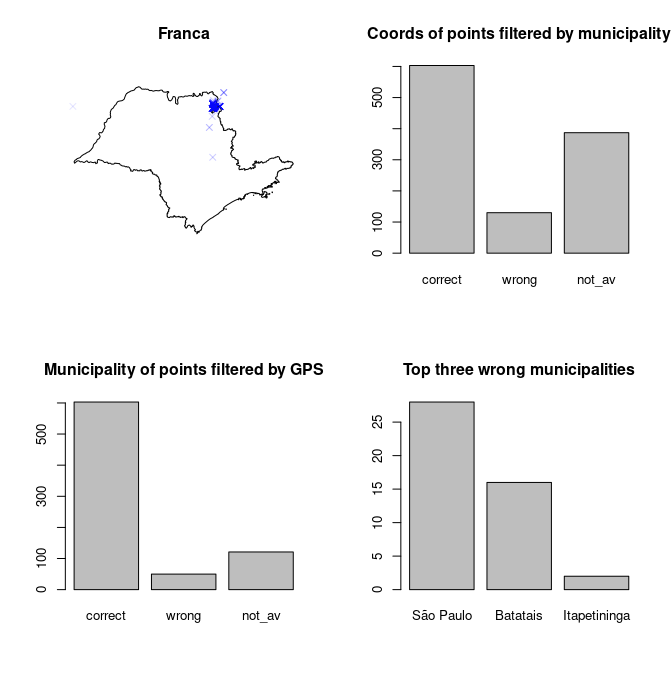 Franca
Coords of points filtered by municipality
500
300
100
0
correct wrong not_av
Municipality of points filtered by GPS
500
300
100
0
correct wrong not_av
Top three wrong municipalities
25
20
15
10
5
0
São Paulo Batatais Itapetininga